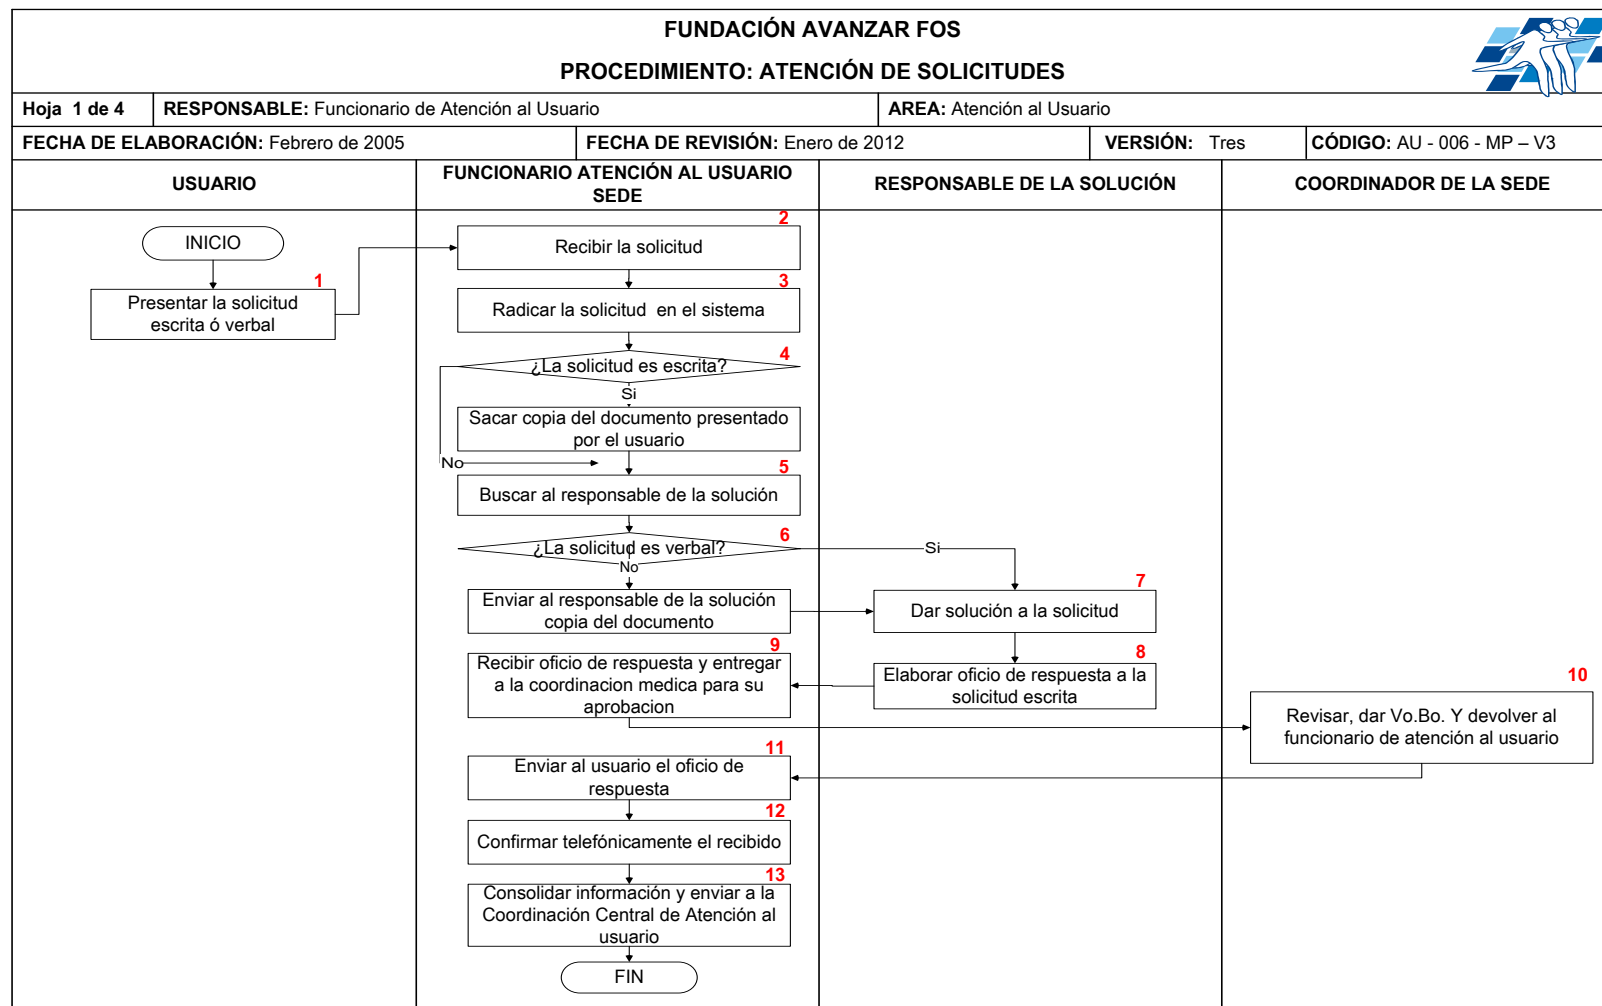 FUNDACIÓN AVANZAR FOS
PROCEDIMIENTO: ATENCIÓN DE SOLICITUDES
Hoja 1 de 4
RESPONSABLE: Funcionario de Atención al Usuario
AREA: Atención al Usuario
FECHA DE ELABORACIÓN: Febrero de 2005
FECHA DE REVISIÓN: Enero de 2012
VERSIÓN: Tres
CÓDIGO: AU - 006 - MP – V3
USUARIO
FUNCIONARIO ATENCIÓN AL USUARIO
SEDE
RESPONSABLE DE LA SOLUCIÓN
COORDINADOR DE LA SEDE
INICIO
1
Presentar la solicitud
escrita ó verbal
2
Recibir la solicitud
3
Radicar la solicitud en el sistema
4
¿La solicitud es escrita?
Si
Sacar copia del documento presentado
por el usuario
No
5
Buscar al responsable de la solución
6
¿La solicitud es verbal?
Si
No
Enviar al responsable de la solución
copia del documento
7
Dar solución a la solicitud
8
Elaborar oficio de respuesta a la
solicitud escrita
9
Recibir oficio de respuesta y entregar
a la coordinacion medica para su
aprobacion
10
Revisar, dar Vo.Bo. Y devolver al
funcionario de atención al usuario
11
Enviar al usuario el oficio de
respuesta
12
Confirmar telefónicamente el recibido
13
Consolidar información y enviar a la
Coordinación Central de Atención al
usuario
FIN